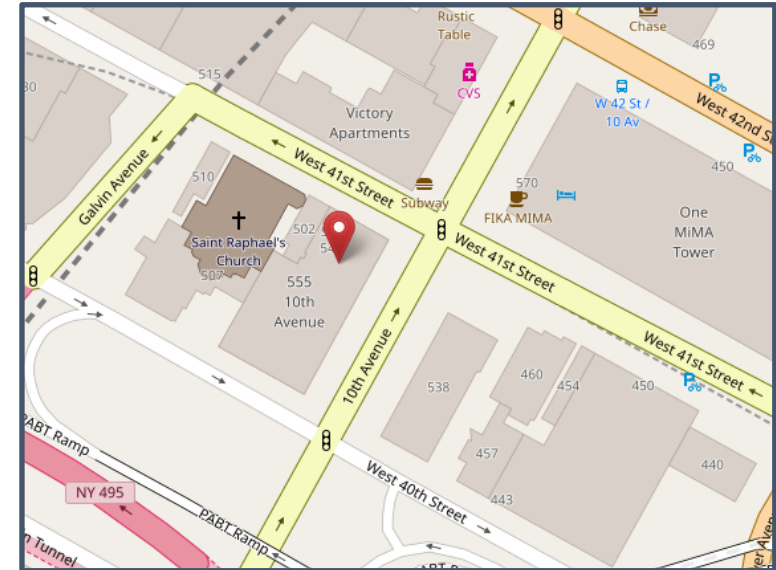 Rustic
Table
Chase
469
515
CVS
W 42 St /
10 Av
West 42nd S
30
Victory
Apartments
Galvin Avenue
West 41st Street
510
450
570
Subway
FIKA MIMA
One
MiMA
Tower
502
Saint Raphael's
Church
507
555
10th
Avenue
West 41st Street
10th Avenue
West 41st Street
538
460
454
450
PABT Ramp
457
440
West 40th Street
NY 495
443
PABT Ramp
n Tunnel